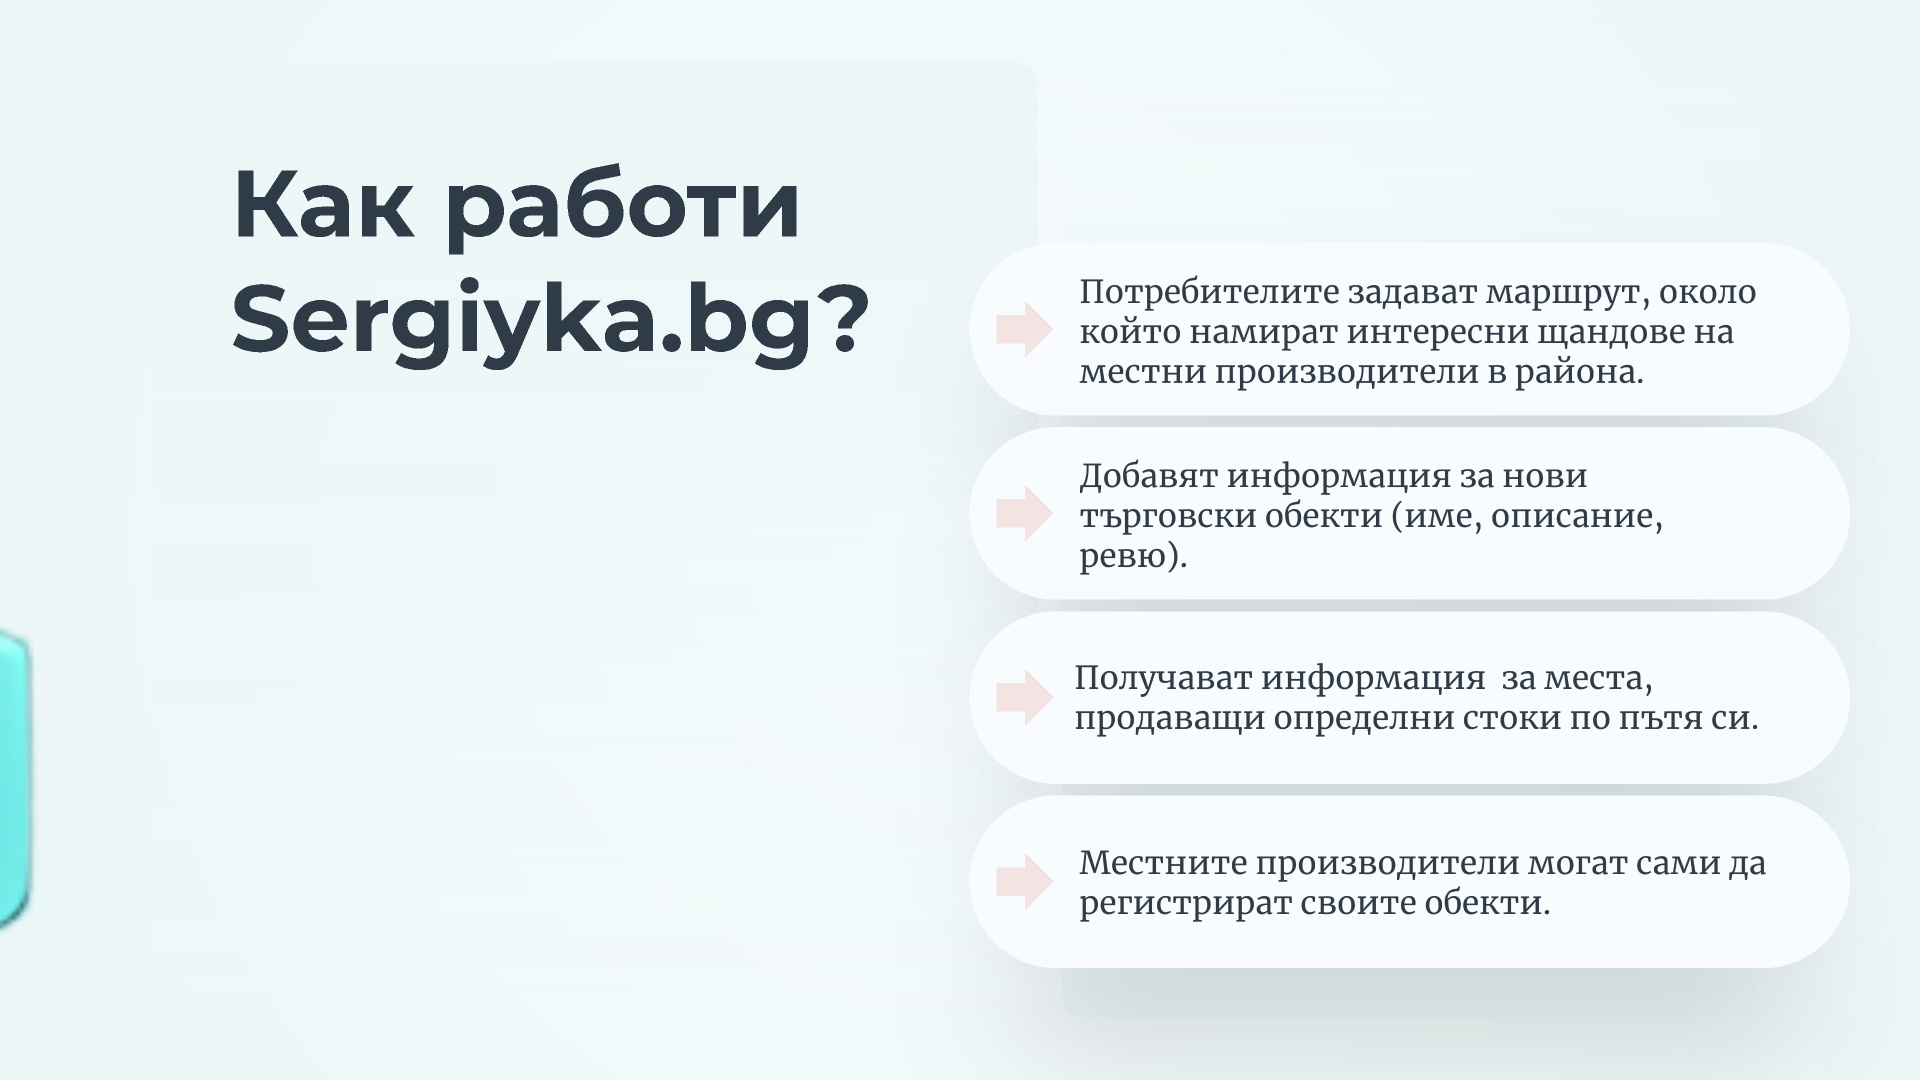 Как работи
Sergiyka.bg?
Потребителите задават маршрут, около
който намират интересни щандове на
местни производители в района.
Добавят информация за нови
търговски обекти (име, описание,
ревю).
Получават информация  за места,
продаващи определни стоки по пътя си.
Местните производители могат сами да
регистрират своите обекти.